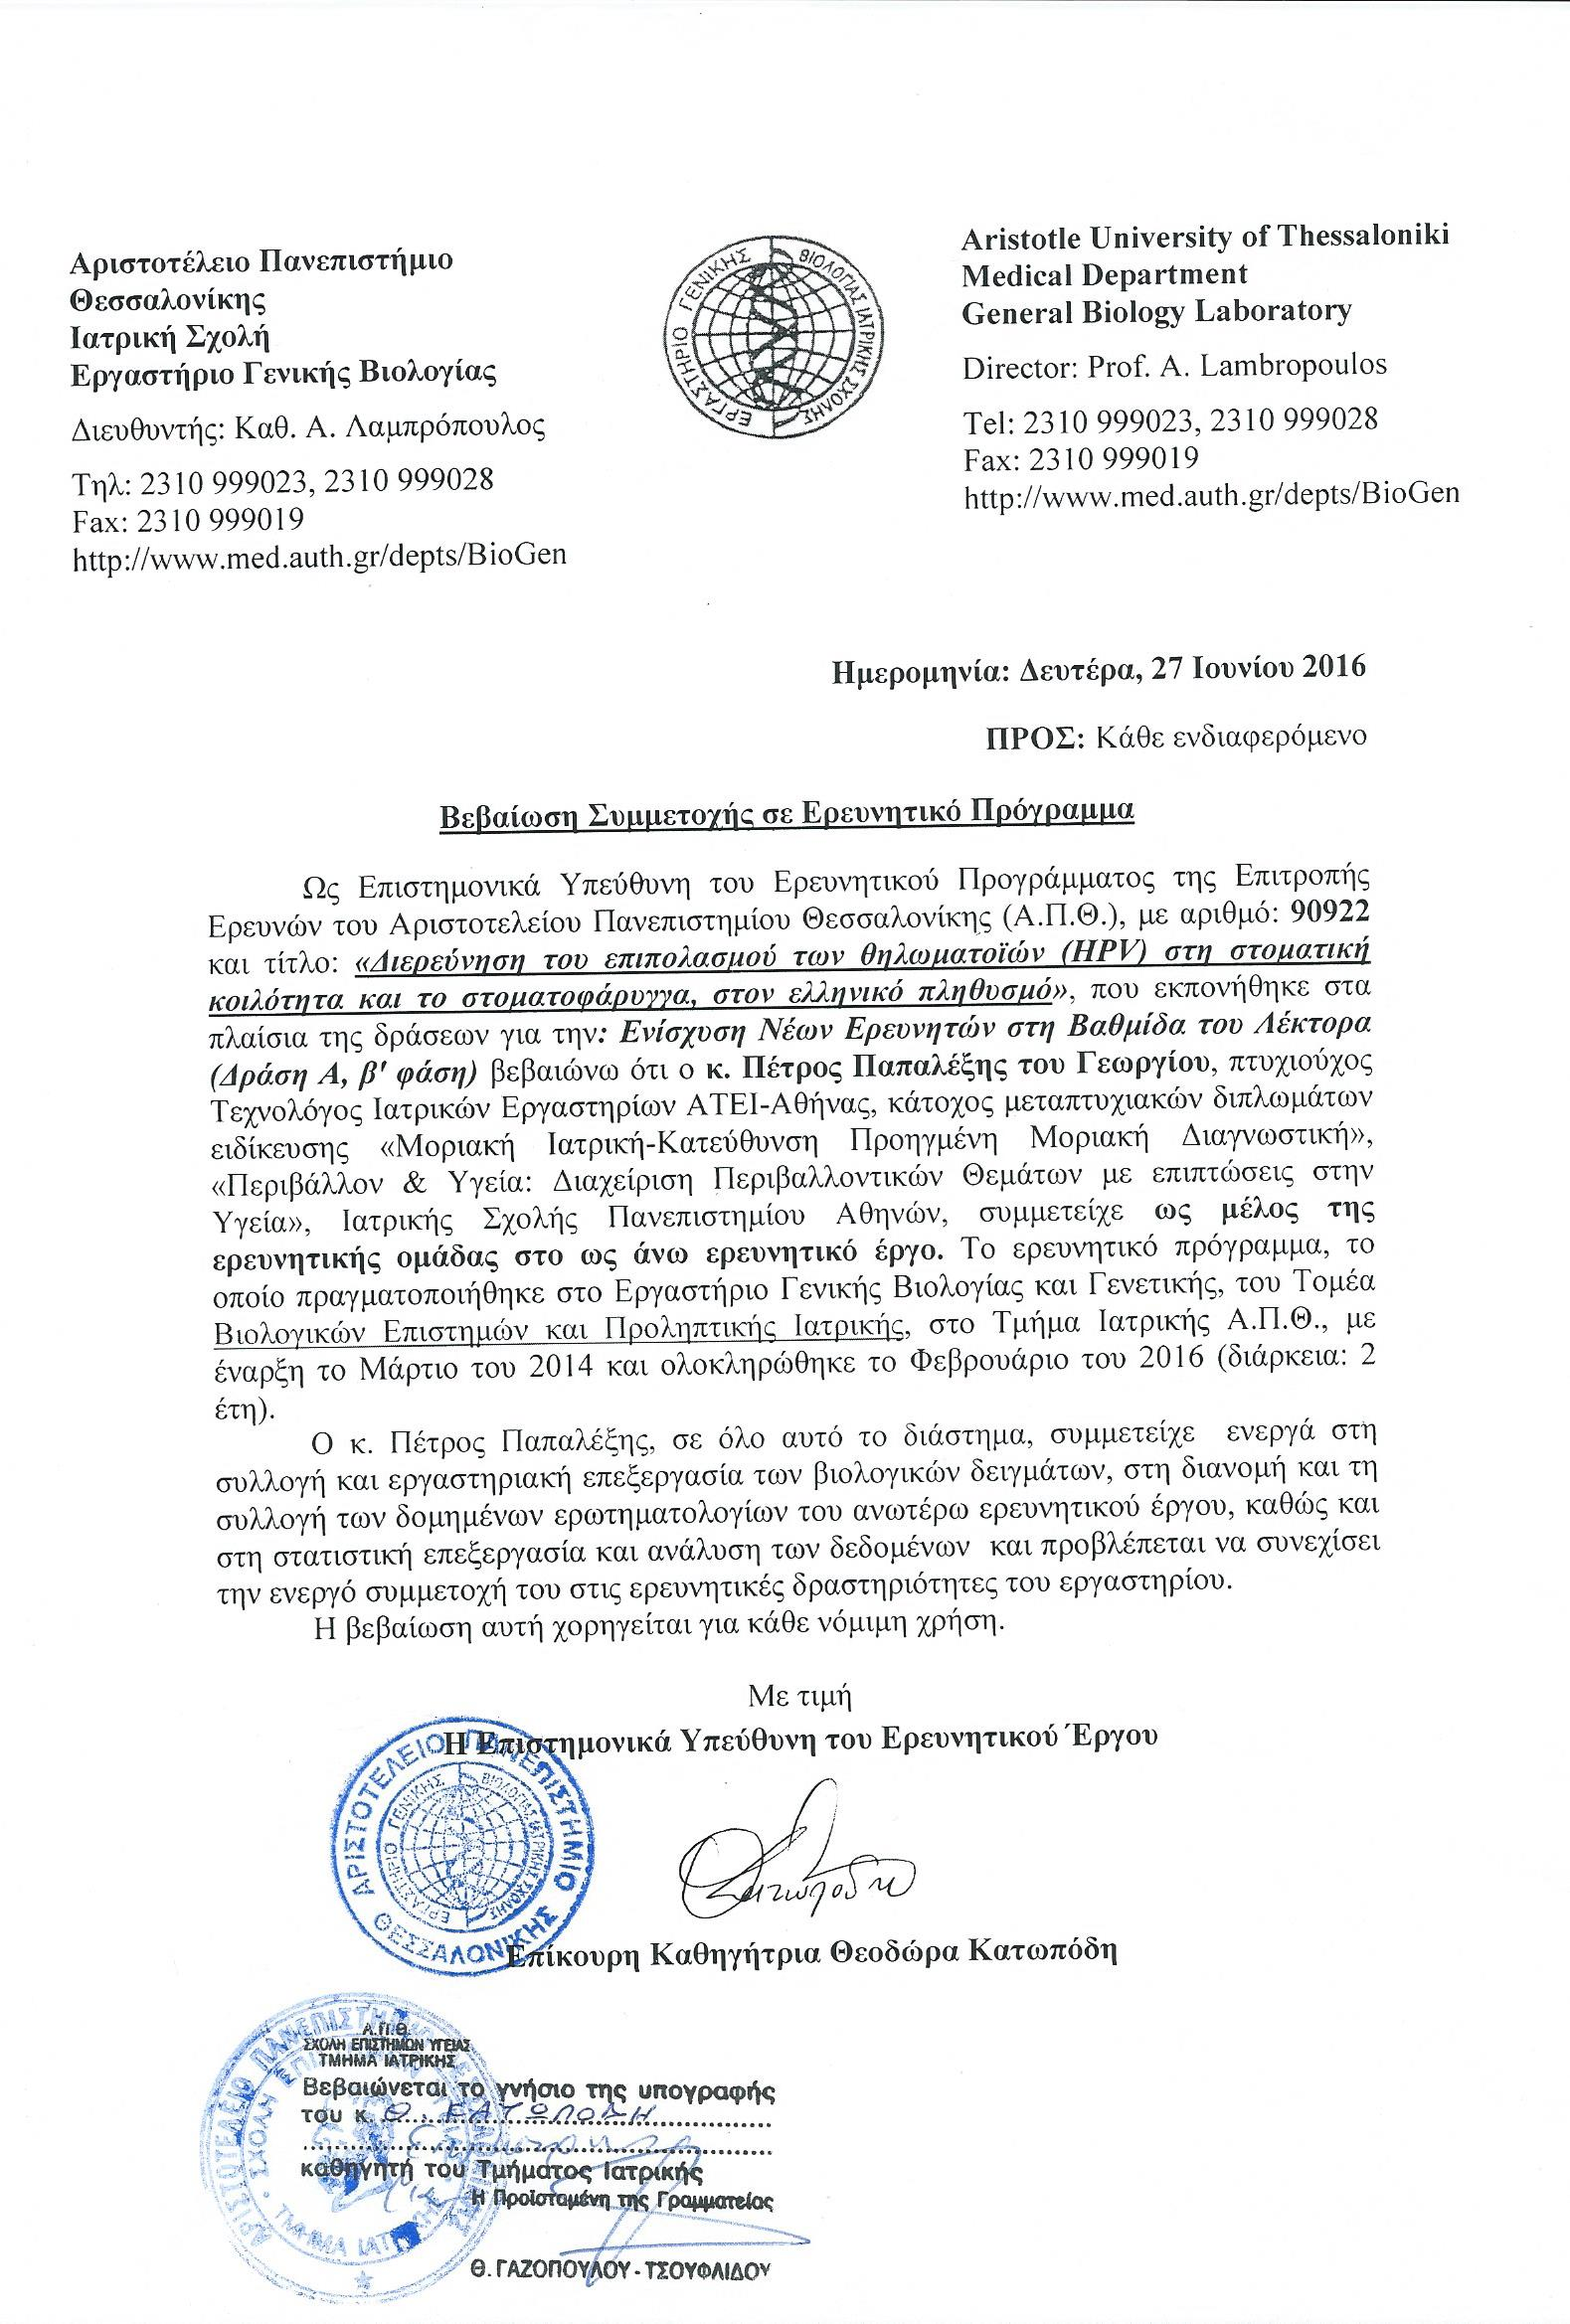 Αριστοτέλειο Πανεπιστήμιο
Θεσσαλονίκης
Ιατρική Σχολή
Εργαστήριο Γενικής Βιολογίας
Διευθυντής: Καθ. Α. Λαμπρόπουλος
Τηλ: 2310 999023, 2310 999028
Fax: 2310 999019
http://www.med.auth.gr/depts/BioGen
ΕΡΓΑΣΤΗΡΙΟ ΓΕΝΙΚΗΣ ΒΙΟΛΟΓΙΑΣ ΙΑΤΡΙΚΗΣ ΣΧΟΛΗΣ
Aristotle University of Thessaloniki
Medical Department
General Biology Laboratory
Director: Prof. A. Lambropoulos
Tel: 2310 999023, 2310 999028
Fax: 2310 999019
http://www.med.auth.gr/depts/BioGen
Ημερομηνία: Δευτέρα, 27 Ιουνίου 2016
ΠΡΟΣ: Κάθε ενδιαφερόμενο
Βεβαίωση Συμμετοχής σε Ερευνητικό Πρόγραμμα
Ως Επιστημονικά Υπεύθυνη του Ερευνητικού Προγράμματος της Επιτροπής
Ερευνών του Αριστοτελείου Πανεπιστημίου Θεσσαλονίκης (Α.Π.Θ.), με αριθμό: 90922
και τίτλο: «Διερεύνηση του επιπολασμού των θηλωματοϊών (HPV) στη στοματική
κοιλότητα και το στοματοφάρυγγα, στον ελληνικό πληθυσμό», που εκπονήθηκε στα
πλαίσια της δράσεων για την: Ενίσχυση Νέων Ερευνητών στη Βαθμίδα του Λέκτορα
(Δράση Α, β' φάση) βεβαιώνω ότι ο κ. Πέτρος Παπαλέξης του Γεωργίου, πτυχιούχος
Τεχνολόγος Ιατρικών Εργαστηρίων ΑΤΕΙ-Αθήνας, κάτοχος μεταπτυχιακών διπλωμάτων
ειδίκευσης «Μοριακή Ιατρική-Κατεύθυνση Προηγμένη Μοριακή Διαγνωστική»,
«Περιβάλλον & Υγεία: Διαχείριση Περιβαλλοντικών Θεμάτων με επιπτώσεις στην
Υγεία», Ιατρικής Σχολής Πανεπιστημίου Αθηνών, συμμετείχε ως μέλος της
ερευνητικής ομάδας στο ως άνω ερευνητικό έργο. Το ερευνητικό πρόγραμμα, το
οποίο πραγματοποιήθηκε στο Εργαστήριο Γενικής Βιολογίας και Γενετικής, του Τομέα
Βιολογικών Επιστημών και Προληπτικής Ιατρικής, στο Τμήμα Ιατρικής Α.Π.Θ., με
έναρξη το Μάρτιο του 2014 και ολοκληρώθηκε το Φεβρουάριο του 2016 (διάρκεια: 2
έτη).
Ο κ. Πέτρος Παπαλέξης, σε όλο αυτό το διάστημα, συμμετείχε ενεργά στη
συλλογή και εργαστηριακή επεξεργασία των βιολογικών δειγμάτων, στη διανομή και τη
συλλογή των δομημένων ερωτηματολογίων του ανωτέρω ερευνητικού έργου, καθώς και
στη στατιστική επεξεργασία και ανάλυση των δεδομένων και προβλέπεται να συνεχίσει
την ενεργό συμμετοχή του στις ερευνητικές δραστηριότητες του εργαστηρίου.
Η βεβαίωση αυτή χορηγείται για κάθε νόμιμη χρήση.
Με τιμή
Η Επιστημονικά Υπεύθυνη του Ερευνητικού Έργου
ΑΡΙΣΤΟΤΕΛΕΙΟ ΠΑΝΕΠΙΣΤΗΜΙΟ ΘΕΣΣΑΛΟΝΙΚΗΣ
ΕΡΓΑΣΤΗΡΙΟ ΓΕΝΙΚΗΣ ΒΙΟΛΟΓΙΑΣ ΙΑΤΡΙΚΗΣ ΣΧΟΛΗΣ
Επίκουρη Καθηγήτρια Θεοδώρα Κατωπόδη
Α.Π.Θ.
ΣΧΟΛΗ ΕΠΙΣΤΗΜΩΝ ΥΓΕΙΑΣ
ΤΜΗΜΑ ΙΑΤΡΙΚΗΣ
Βεβαιώνεται το γνήσιο της υπογραφής
του κ. Θ. ΚΑΤΩΠΟΔΗ
καθηγητή του Τμήματος Ιατρικής
Η Προϊσταμένη της Γραμματείας
Θ. ΓΑΖΟΠΟΥΛΟΥ - ΤΣΟΥΦΛΙΔΟΥ